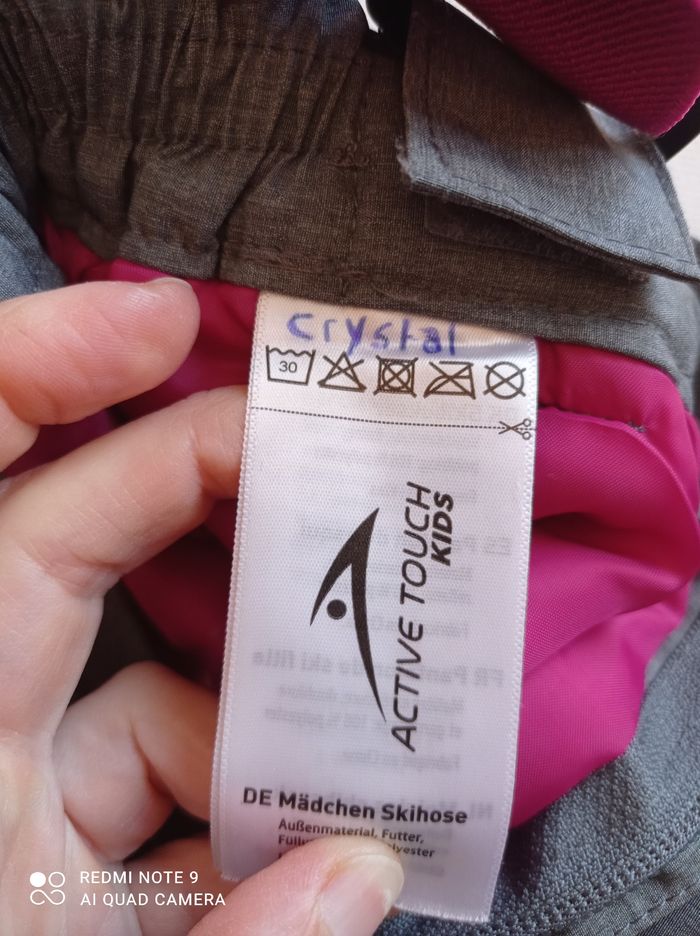 crystal
30
ACTIVE TOUCH
KIDS
DE Mädchen Skihose
Außenmaterial, Futter,
REDMI NOTE 9
AI QUAD CAMERA